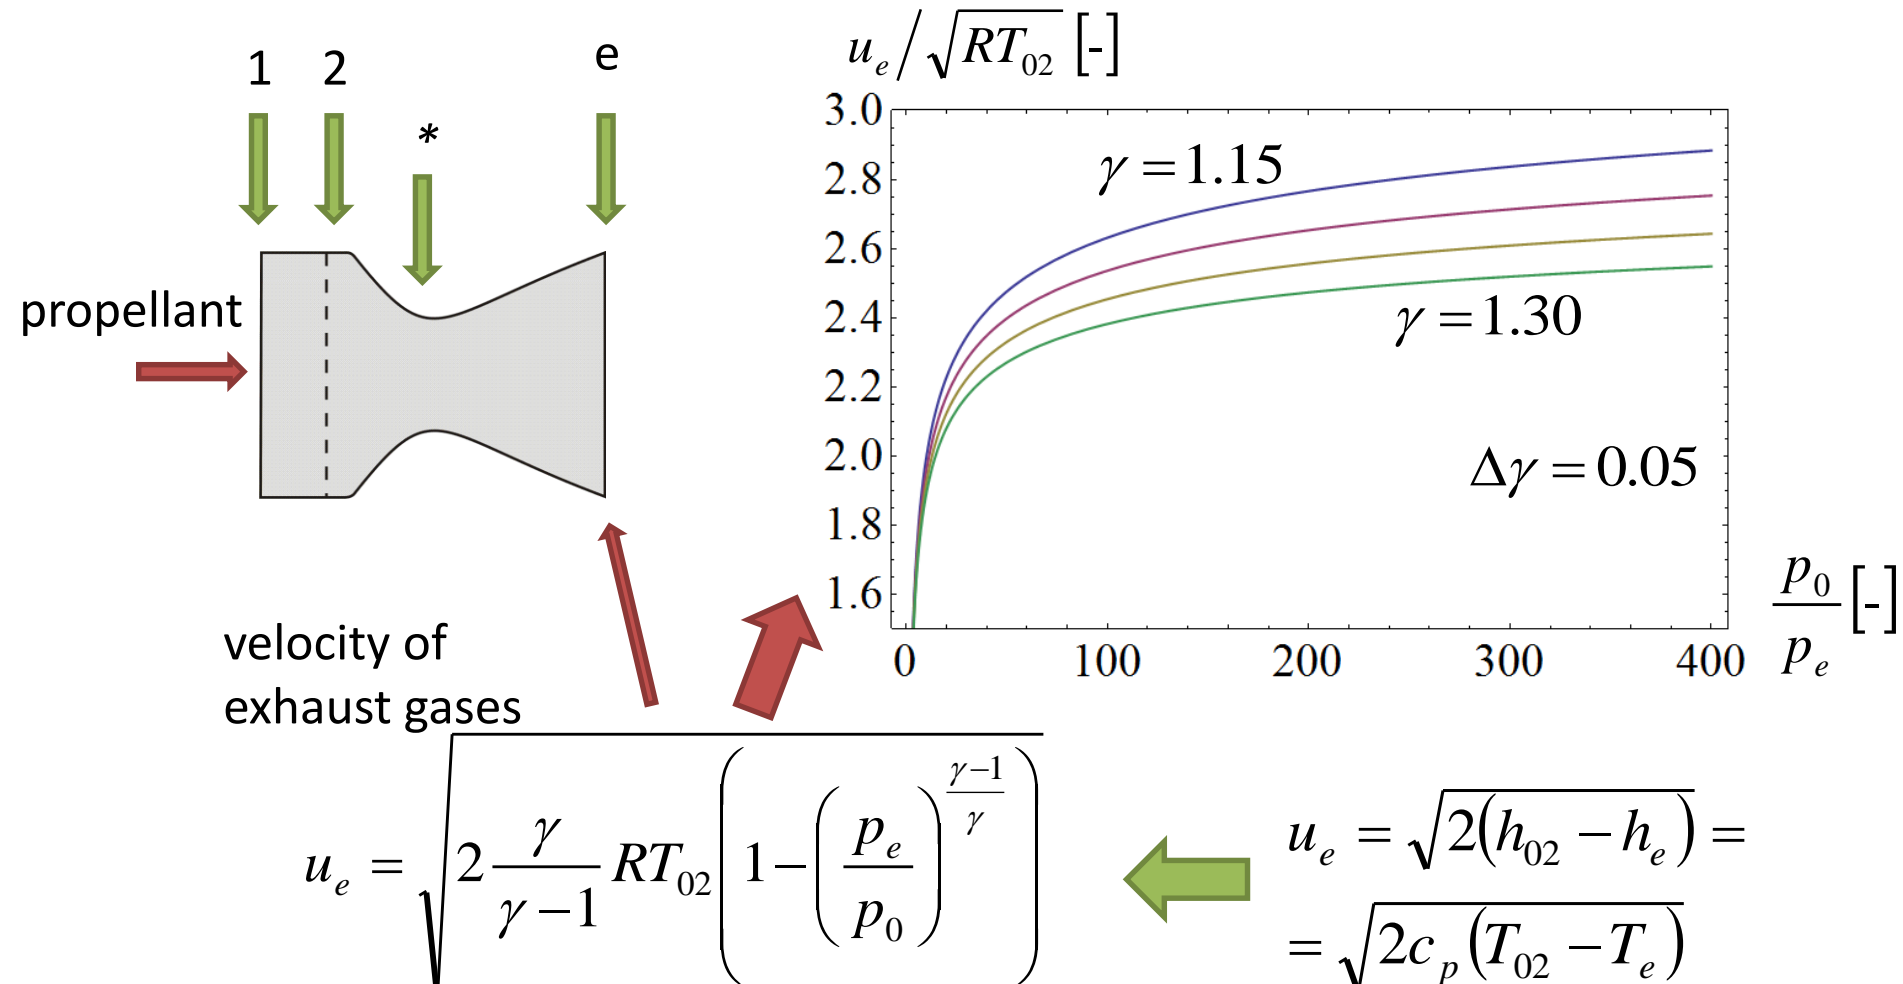 1 2 e
*
propellant
velocity of
exhaust gases
u_e/√(RT_02) [-]
3.0
2.8
2.6
2.4
2.2
2.0
1.8
1.6
0 100 200 300 400
γ = 1.15
γ = 1.30
Δγ = 0.05
p_0/p_e [-]
u_e = √(2 γ/(γ−1) RT_02 (1−(p_e/p_0)^((γ−1)/γ)))
u_e = √(2(h_02 − h_e)) =
= √(2c_p(T_02 − T_e))